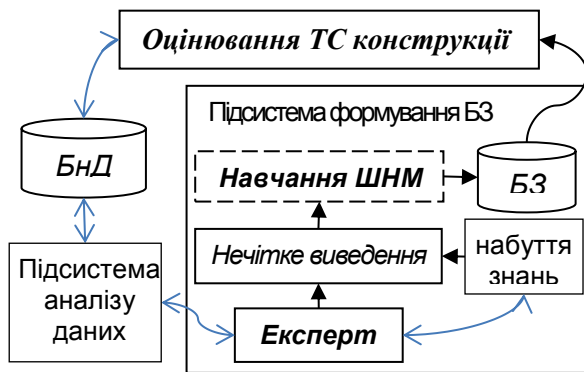 Оцінювання ТС конструкції
Підсистема формування БЗ
БнД
Навчання ШНМ
БЗ
Нечітке виведення
набуття
знань
Підсистема
аналізу
даних
Експерт